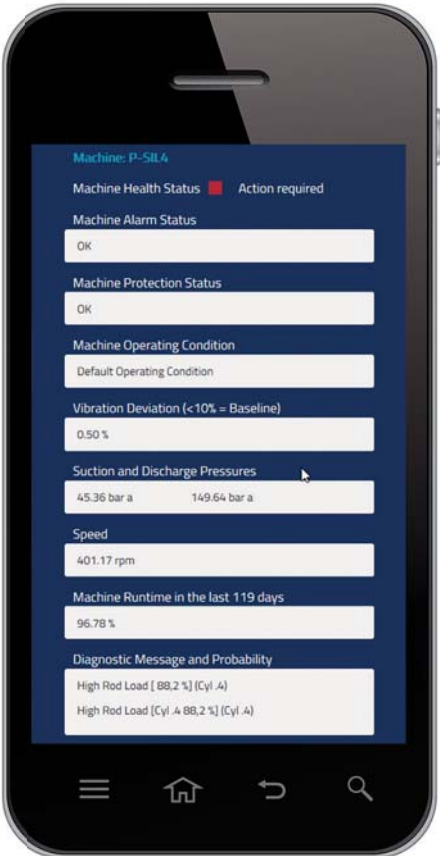 Machine: P-SIL4
Machine Health Status Action required
Machine Alarm Status
OK
Machine Protection Status
OK
Machine Operating Condition
Default Operating Condition
Vibration Deviation (<10% = Baseline)
0.50 %
Suction and Discharge Pressures
45.36 bar a 149.64 bar a
Speed
401.17 rpm
Machine Runtime in the last 119 days
96.78 %
Diagnostic Message and Probability
High Rod Load [ 88,2 %] (Cyl .4)
High Rod Load [Cyl .4 88,2 %] (Cyl .4)